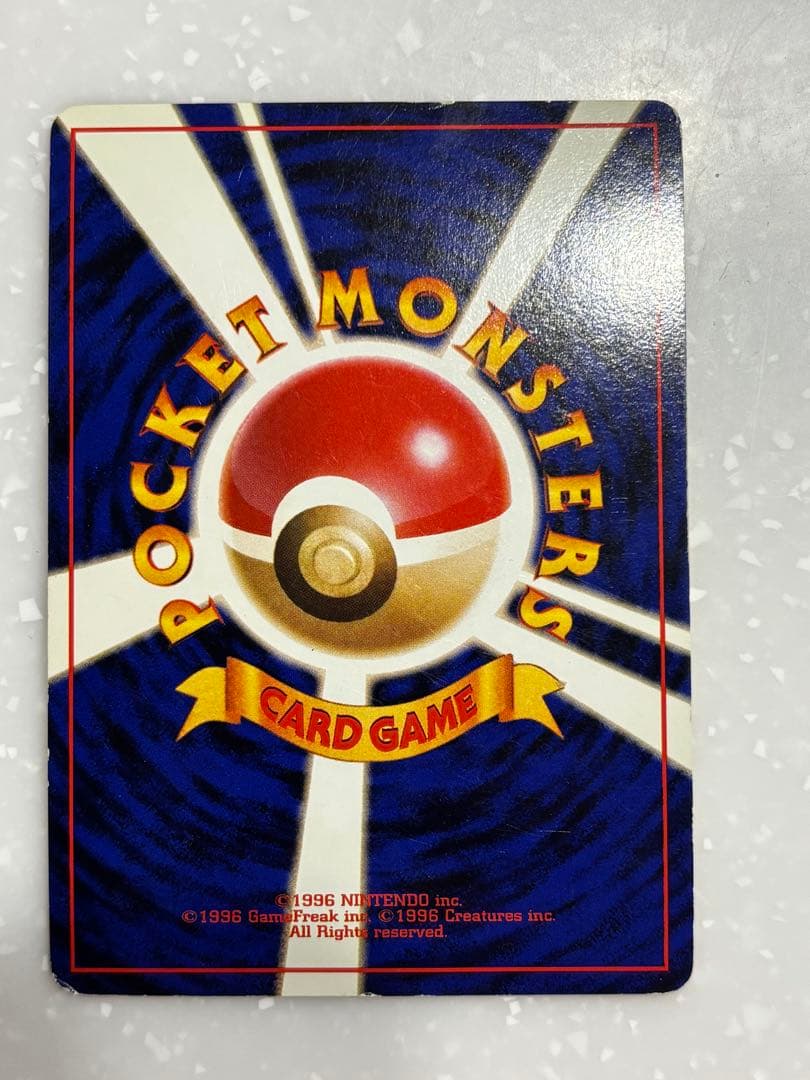 POCKET MONSTERS
CARD GAME
©1996 NINTENDO inc.
©1996 GameFreak inc. ©1996 Creatures inc.
All Rights reserved.